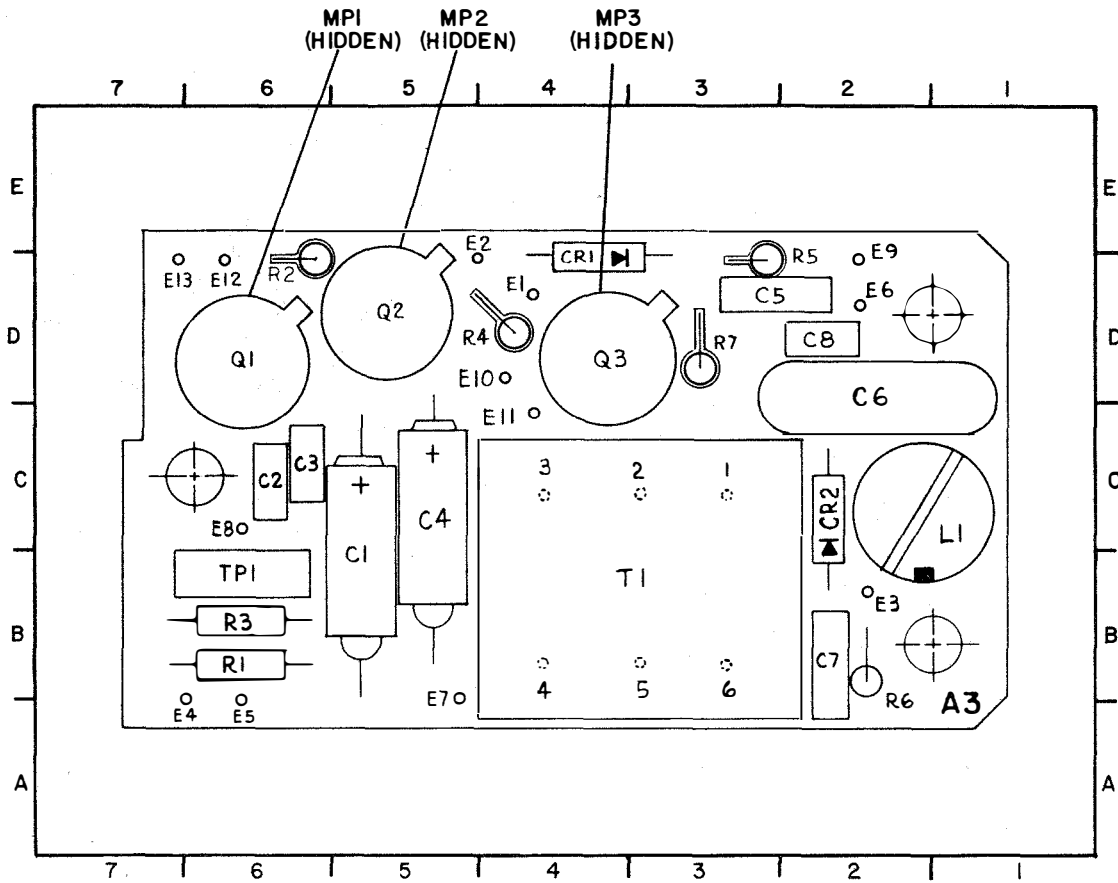 MP1 MP2 MP3
(HIDDEN) (HIDDEN) (HIDDEN)
7 6 5 4 3 2 1
E E
E2 CR1 R5 E9
E13 E12 R2
E1 C5 E6
Q2
D R4 Q3 R7 C8 D
Q1
E10 C6
E11
C C2 C3 + + 3 2 1 C
CR2
E8 C1 C4 L1
TP1 T1
E3
R3
B C7 B
R1
4 5 6
E4 E5 E7 R6 A3
A A
7 6 5 4 3 2 1